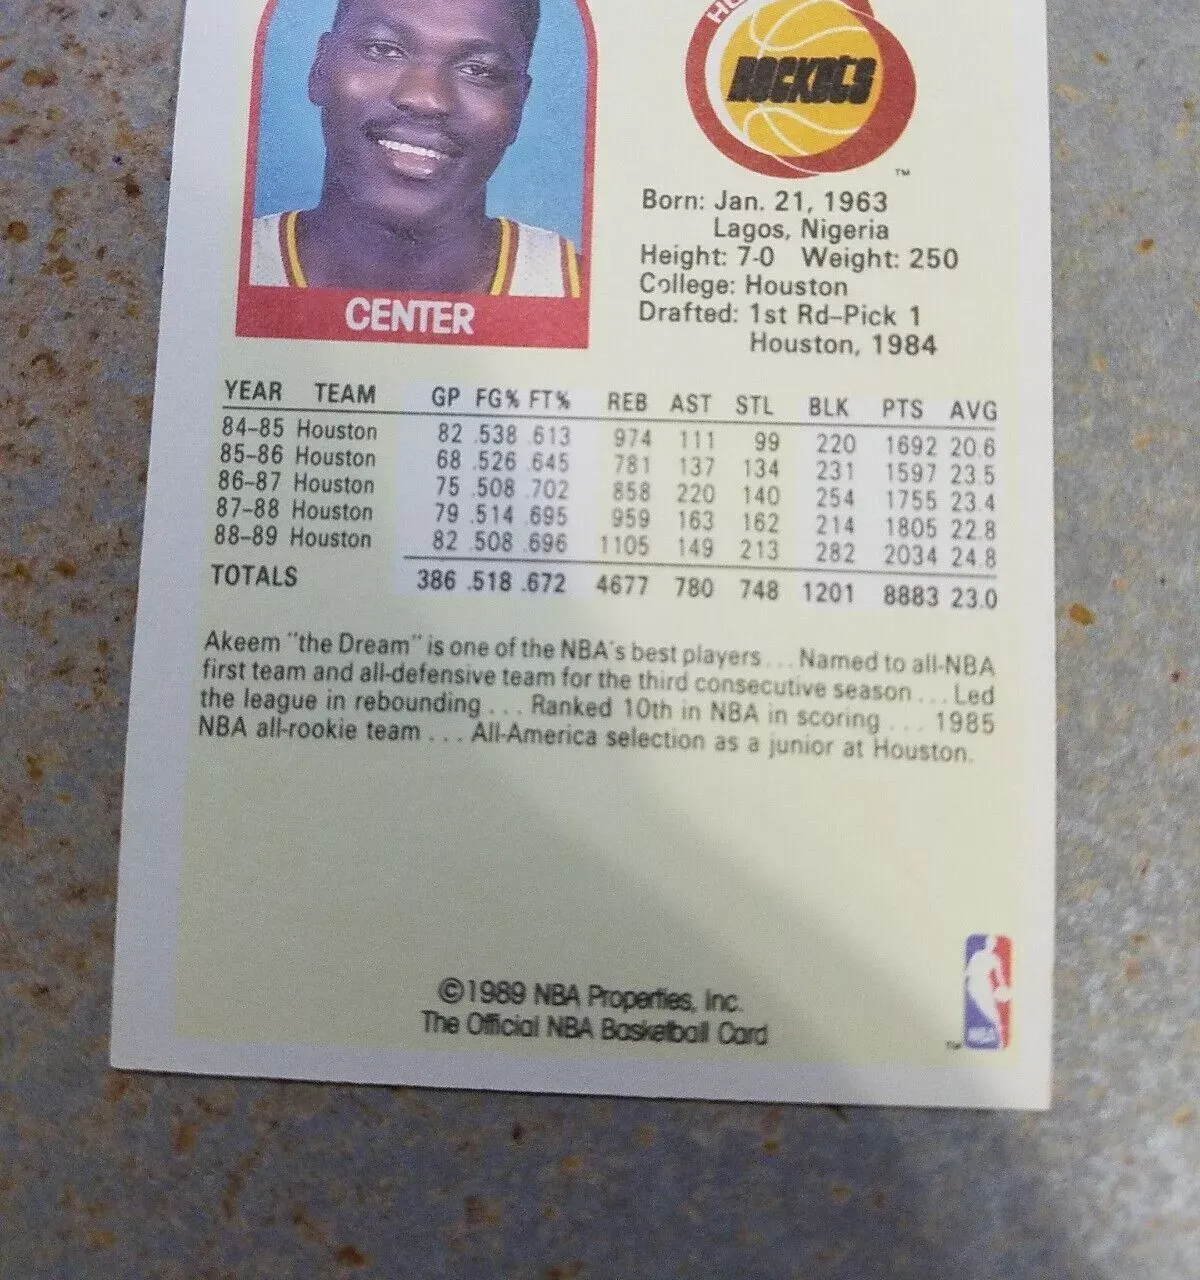 HO
ROCKETS
TM
Born: Jan. 21, 1963
Lagos, Nigeria
Height: 7-0 Weight: 250
College: Houston
Drafted: 1st Rd–Pick 1
Houston, 1984
CENTER
YEAR TEAM GP FG% FT% REB AST STL BLK PTS AVG
84–85 Houston 82 .538 .613 974 111 99 220 1692 20.6
85–86 Houston 68 .526 .645 781 137 134 231 1597 23.5
86–87 Houston 75 .508 .702 858 220 140 254 1755 23.4
87–88 Houston 79 .514 .695 959 163 162 214 1805 22.8
88–89 Houston 82 .508 .696 1105 149 213 282 2034 24.8
TOTALS 386 .518 .672 4677 780 748 1201 8883 23.0
Akeem "the Dream" is one of the NBA's best players . . . Named to all-NBA
first team and all-defensive team for the third consecutive season . . . Led
the league in rebounding . . . Ranked 10th in NBA in scoring . . . 1985
NBA all-rookie team . . . All-America selection as a junior at Houston.
©1989 NBA Properties, Inc.
The Official NBA Basketball Card
NBA
TM